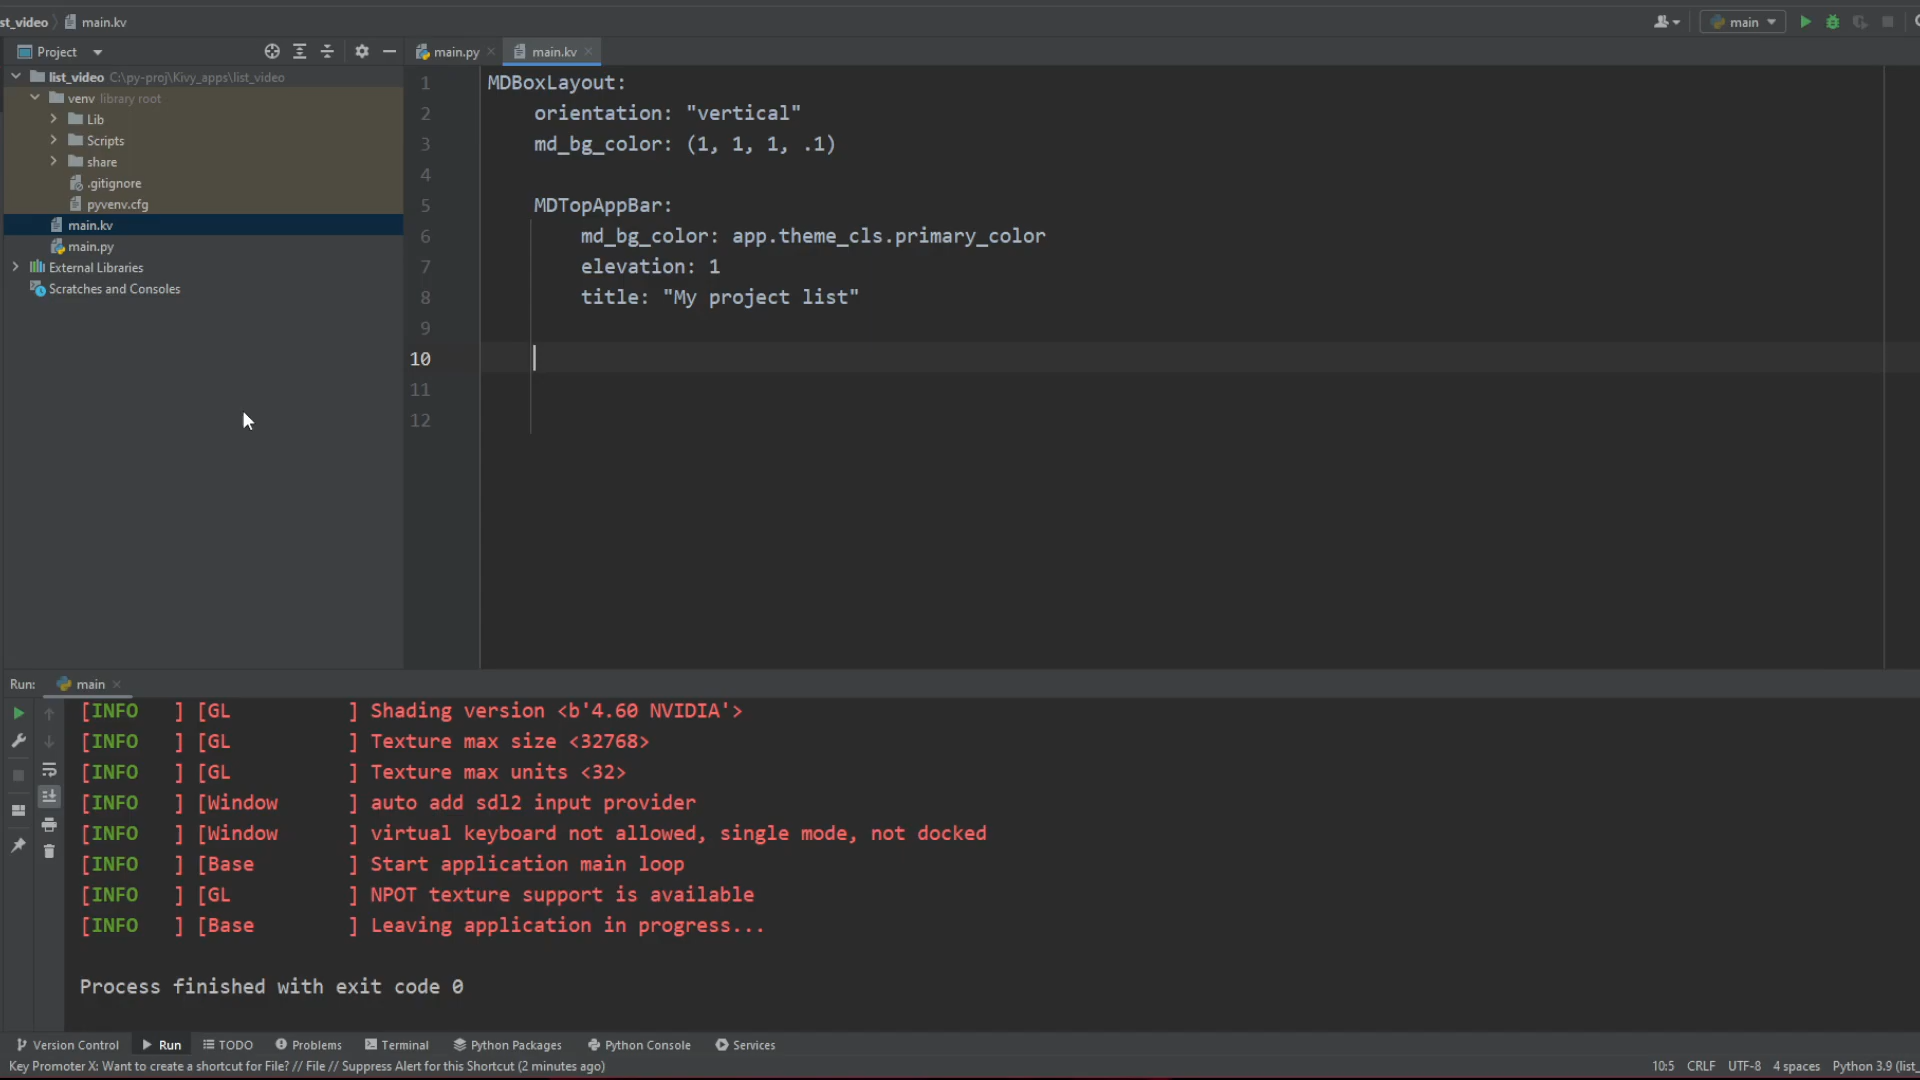 st_video main.kv
main
Project
main.py
main.kv
list_video C:\py-proj\Kivy_apps\list_video
venv library root
Lib
Scripts
share
.gitignore
pyvenv.cfg
main.kv
main.py
External Libraries
Scratches and Consoles
1 MDBoxLayout:
2 orientation: "vertical"
3 md_bg_color: (1, 1, 1, .1)
4
5 MDTopAppBar:
6 md_bg_color: app.theme_cls.primary_color
7 elevation: 1
8 title: "My project list"
9
10
11
12
Run: main
[INFO ] [GL ] Shading version <b'4.60 NVIDIA'>
[INFO ] [GL ] Texture max size <32768>
[INFO ] [GL ] Texture max units <32>
[INFO ] [Window ] auto add sdl2 input provider
[INFO ] [Window ] virtual keyboard not allowed, single mode, not docked
[INFO ] [Base ] Start application main loop
[INFO ] [GL ] NPOT texture support is available
[INFO ] [Base ] Leaving application in progress...
Process finished with exit code 0
Version Control Run TODO Problems Terminal Python Packages Python Console Services
Key Promoter X: Want to create a shortcut for File? // File // Suppress Alert for this Shortcut (2 minutes ago) 10:5 CRLF UTF-8 4 spaces Python 3.9 (list_